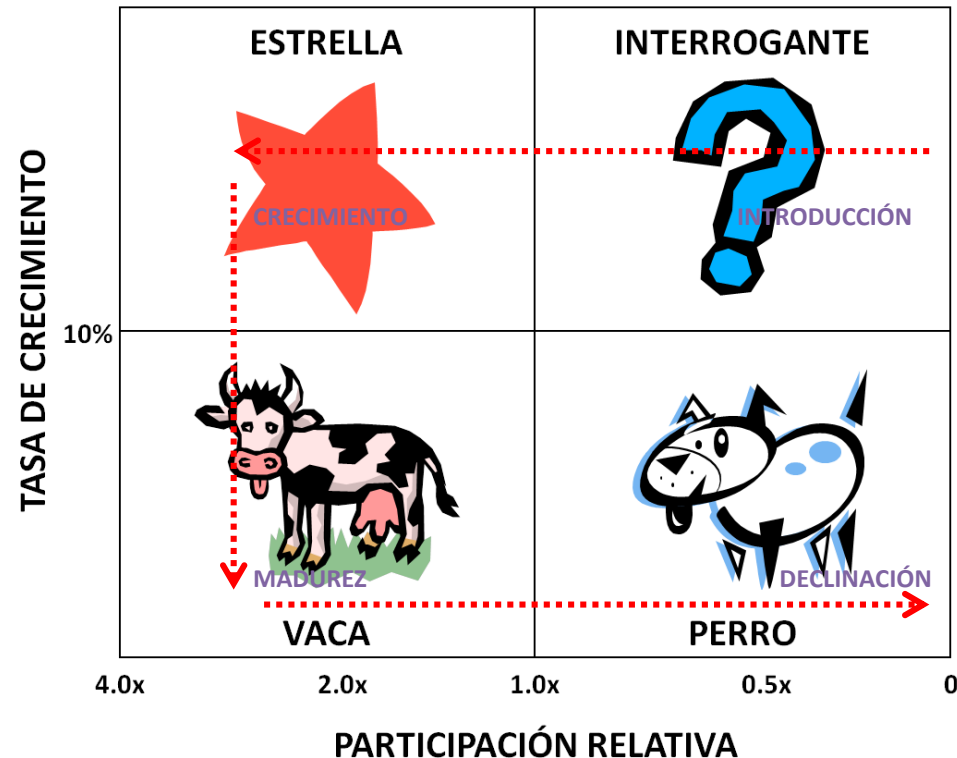 ESTRELLA
INTERROGANTE
CRECIMIENTO
INTRODUCCIÓN
TASA DE CRECIMIENTO
10%
MADUREZ
DECLINACIÓN
VACA
PERRO
4.0x
2.0x
1.0x
0.5x
0
PARTICIPACIÓN RELATIVA